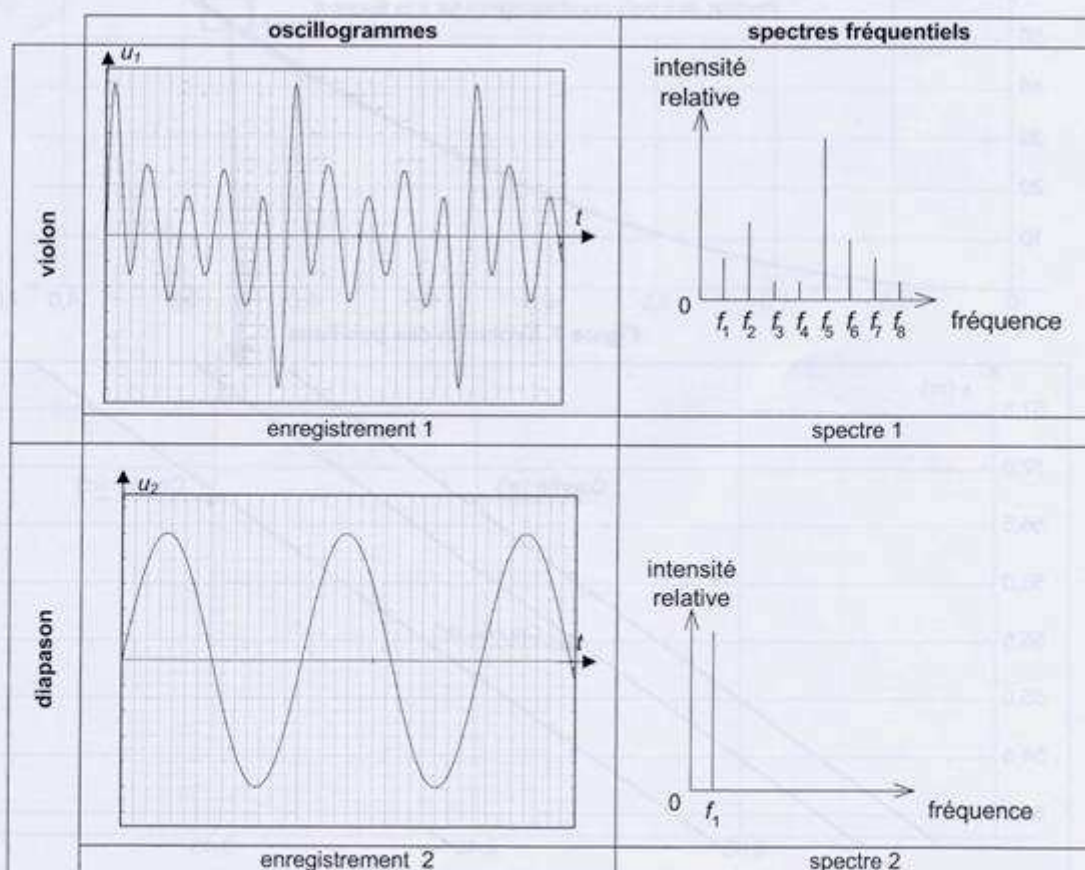 oscillogrammes
spectres fréquentiels
violon
u1
t
intensité
relative
0
f1 f2 f3 f4 f5 f6 f7 f8
fréquence
enregistrement 1
spectre 1
diapason
u2
t
intensité
relative
0
f1
fréquence
enregistrement 2
spectre 2